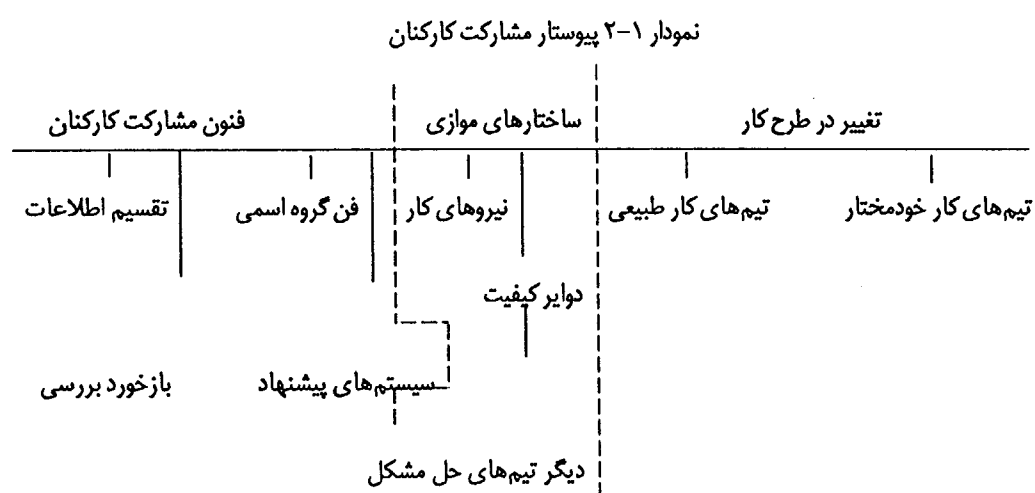 نمودار ۱-۲ پیوستار مشارکت کارکنان
تغییر در طرح کار
ساختارهای موازی
فنون مشارکت کارکنان
تیم‌های کار خودمختار
تیم‌های کار طبیعی
نیروهای کار
فن گروه اسمی
تقسیم اطلاعات
دوایر کیفیت
سیستم‌های پیشنهاد
بازخورد بررسی
دیگر تیم‌های حل مشکل